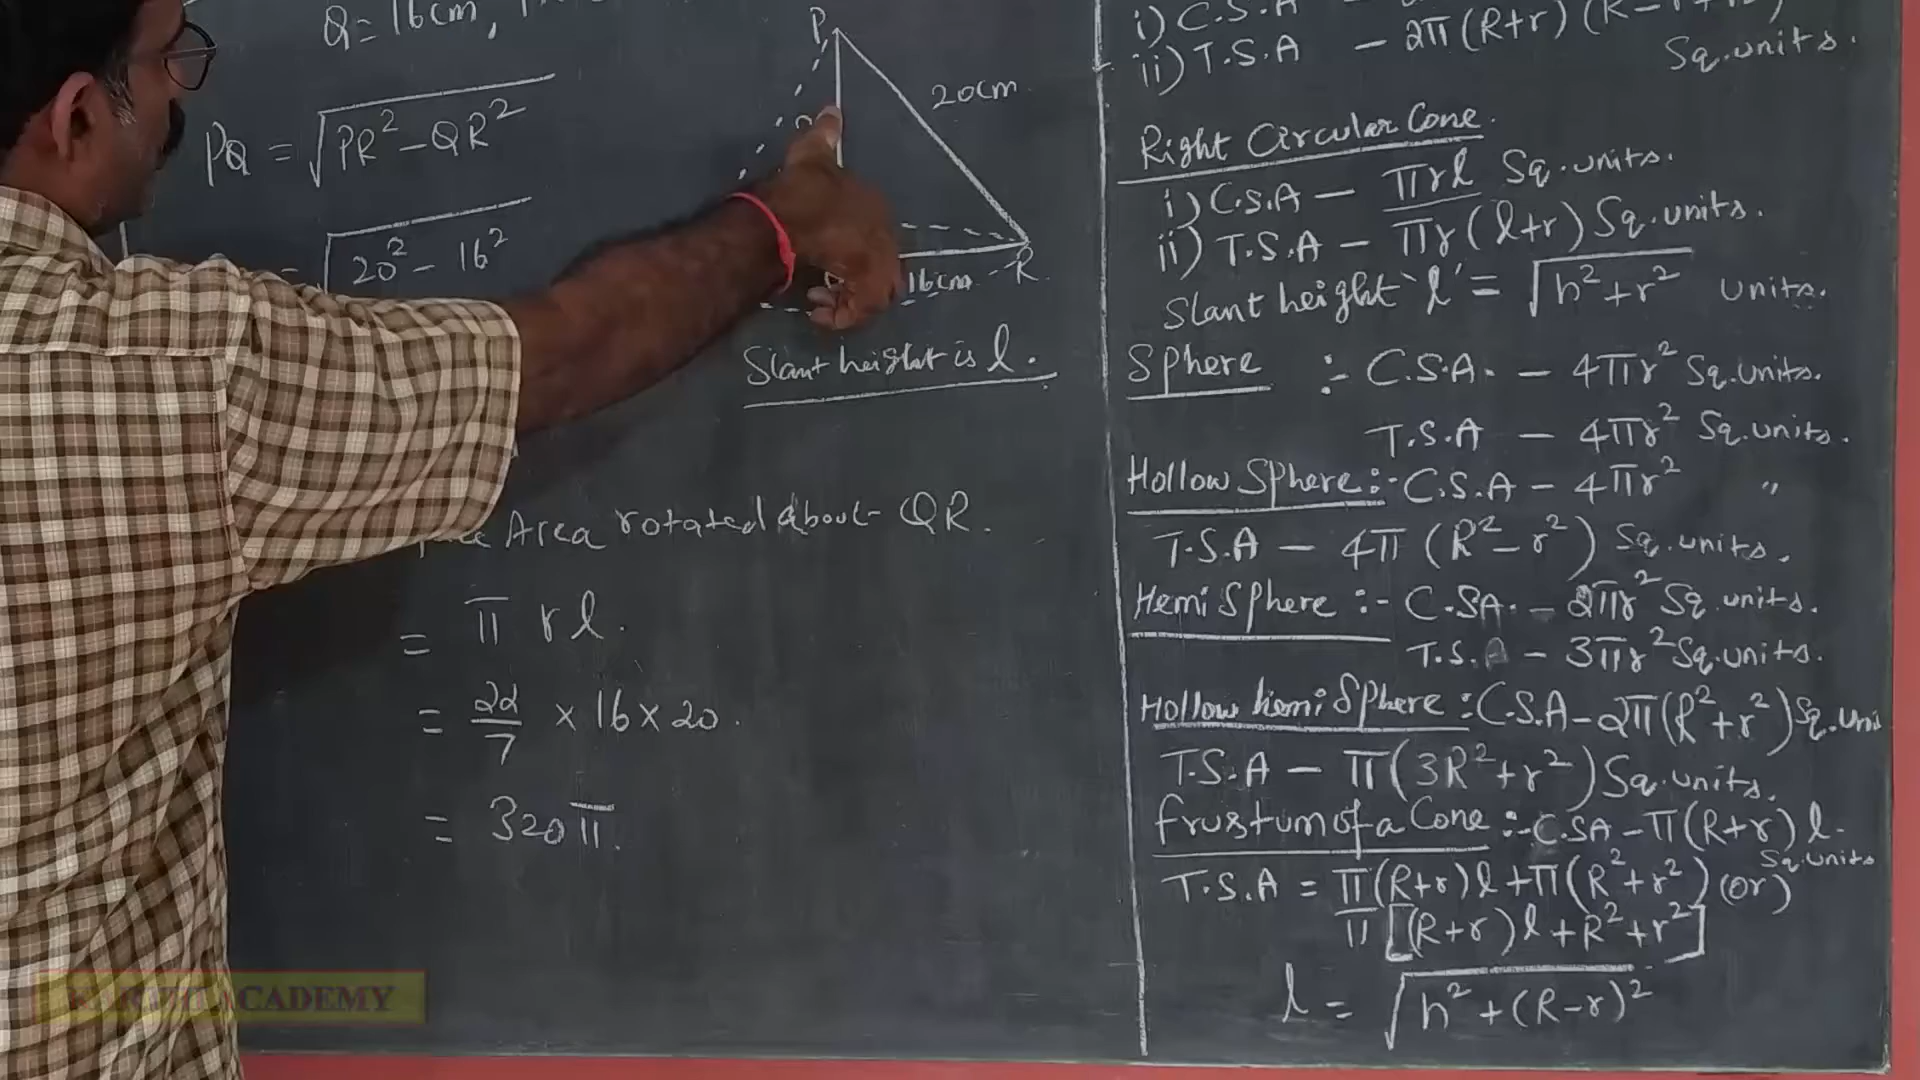 Q = 16cm,
PQ = √PR² - QR²
= √20² - 16²
P
20cm
16cm
R
Slant height is l.
Area rotated about QR.
= π r l.
= 22/7 × 16 × 20.
= 320 π.
i) C.S.A -
ii) T.S.A - 2π (R+r)
Sq.units.
Right Circular Cone.
i) C.S.A - πrl Sq.units.
ii) T.S.A - πr(l+r) Sq.units.
Slant height 'l' = √h² + r² units.
Sphere :- C.S.A. - 4πr² Sq.units.
T.S.A - 4πr² Sq.units.
Hollow Sphere :- C.S.A - 4πr² "
T.S.A - 4π (R² - r²) Sq.units.
Hemi Sphere :- C.SA. - 2πr² Sq.units.
T.S.A - 3πr² Sq.units.
Hollow hemi Sphere : C.S.A - 2π(R² + r²) Sq.Unis
T.S.A - π(3R² + r²) Sq.units.
frustum of a Cone :- C.SA - π(R+r) l.
Sq.units
T.S.A = π(R+r)l + π(R² + r²) (or)
π[(R+r)l + R² + r²]
l = √h² + (R-r)²
ACADEMY